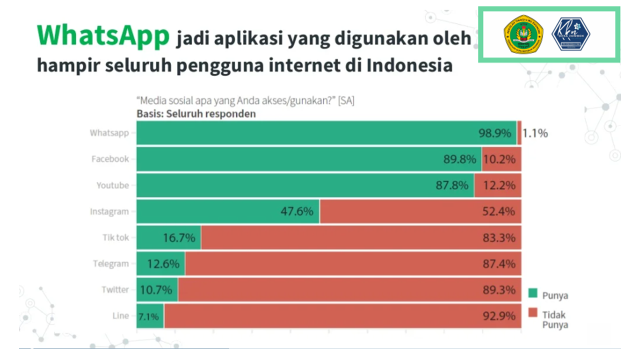 WhatsApp jadi aplikasi yang digunakan oleh
hampir seluruh pengguna internet di Indonesia
“Media sosial apa yang Anda akses/gunakan?” [SA]
Basis: Seluruh responden
Whatsapp 98.9% 1.1%
Facebook 89.8% 10.2%
Youtube 87.8% 12.2%
Instagram 47.6% 52.4%
Tik tok 16.7% 83.3%
Telegram 12.6% 87.4%
Twitter 10.7% 89.3%
Line 7.1% 92.9%
Punya
Tidak
Punya